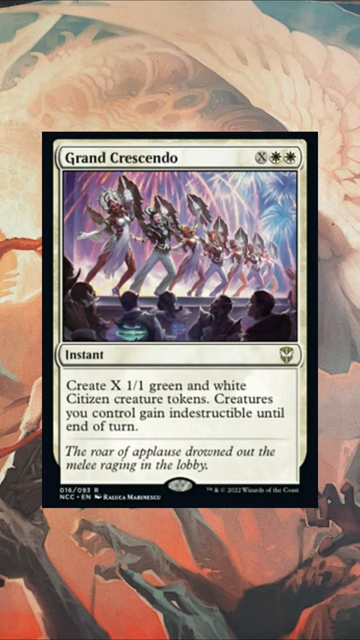 Grand Crescendo X
Instant
Create X 1/1 green and white
Citizen creature tokens. Creatures
you control gain indestructible until
end of turn.
The roar of applause drowned out the
melee raging in the lobby.
016/093 R
NCC • EN Raluca Marinescu
™ & © 2022 Wizards of the Coast